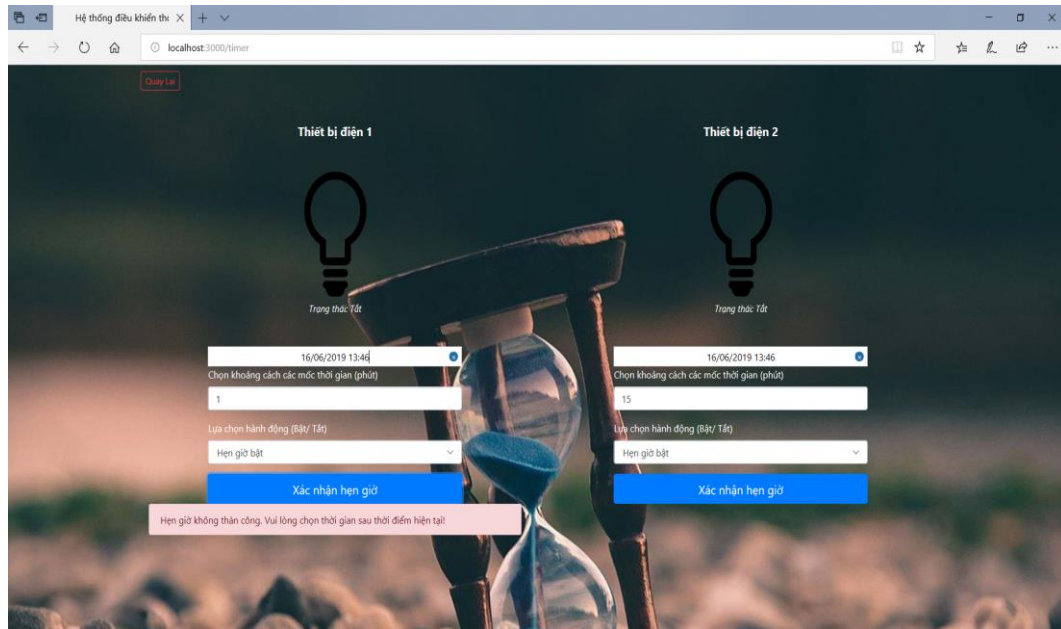 Hệ thống điều khiển thi
localhost:3000/timer
Quay Lại
Thiết bị điện 1
Thiết bị điện 2
Trạng thác Tắt
Trạng thác Tắt
16/06/2019 13:46
16/06/2019 13:46
Chọn khoảng cách các mốc thời gian (phút)
Chọn khoảng cách các mốc thời gian (phút)
1
15
Lựa chọn hành động (Bật/ Tắt)
Lựa chọn hành động (Bật/ Tắt)
Hẹn giờ bật
Hẹn giờ bật
Xác nhận hẹn giờ
Xác nhận hẹn giờ
Hẹn giờ không thàn công. Vui lòng chọn thời gian sau thời điểm hiện tại!